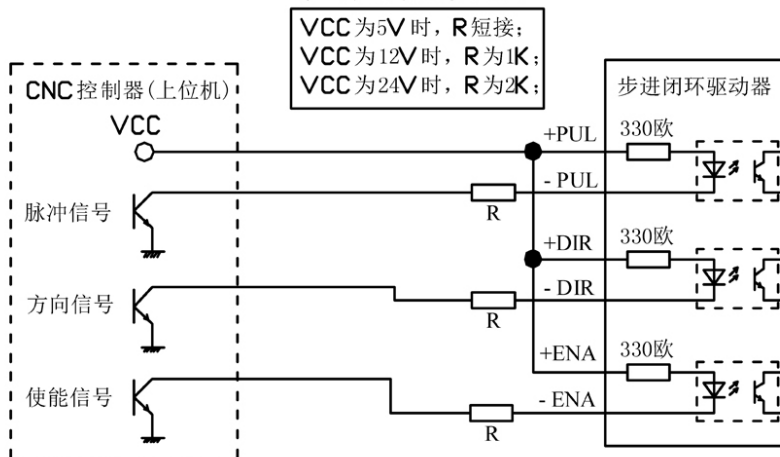 VCC为5V时，R短接；
VCC为12V时，R为1K；
VCC为24V时，R为2K；
CNC控制器(上位机)
步进闭环驱动器
VCC
+PUL
330欧
- PUL
脉冲信号
R
+DIR
330欧
- DIR
方向信号
R
+ENA
330欧
使能信号
- ENA
R